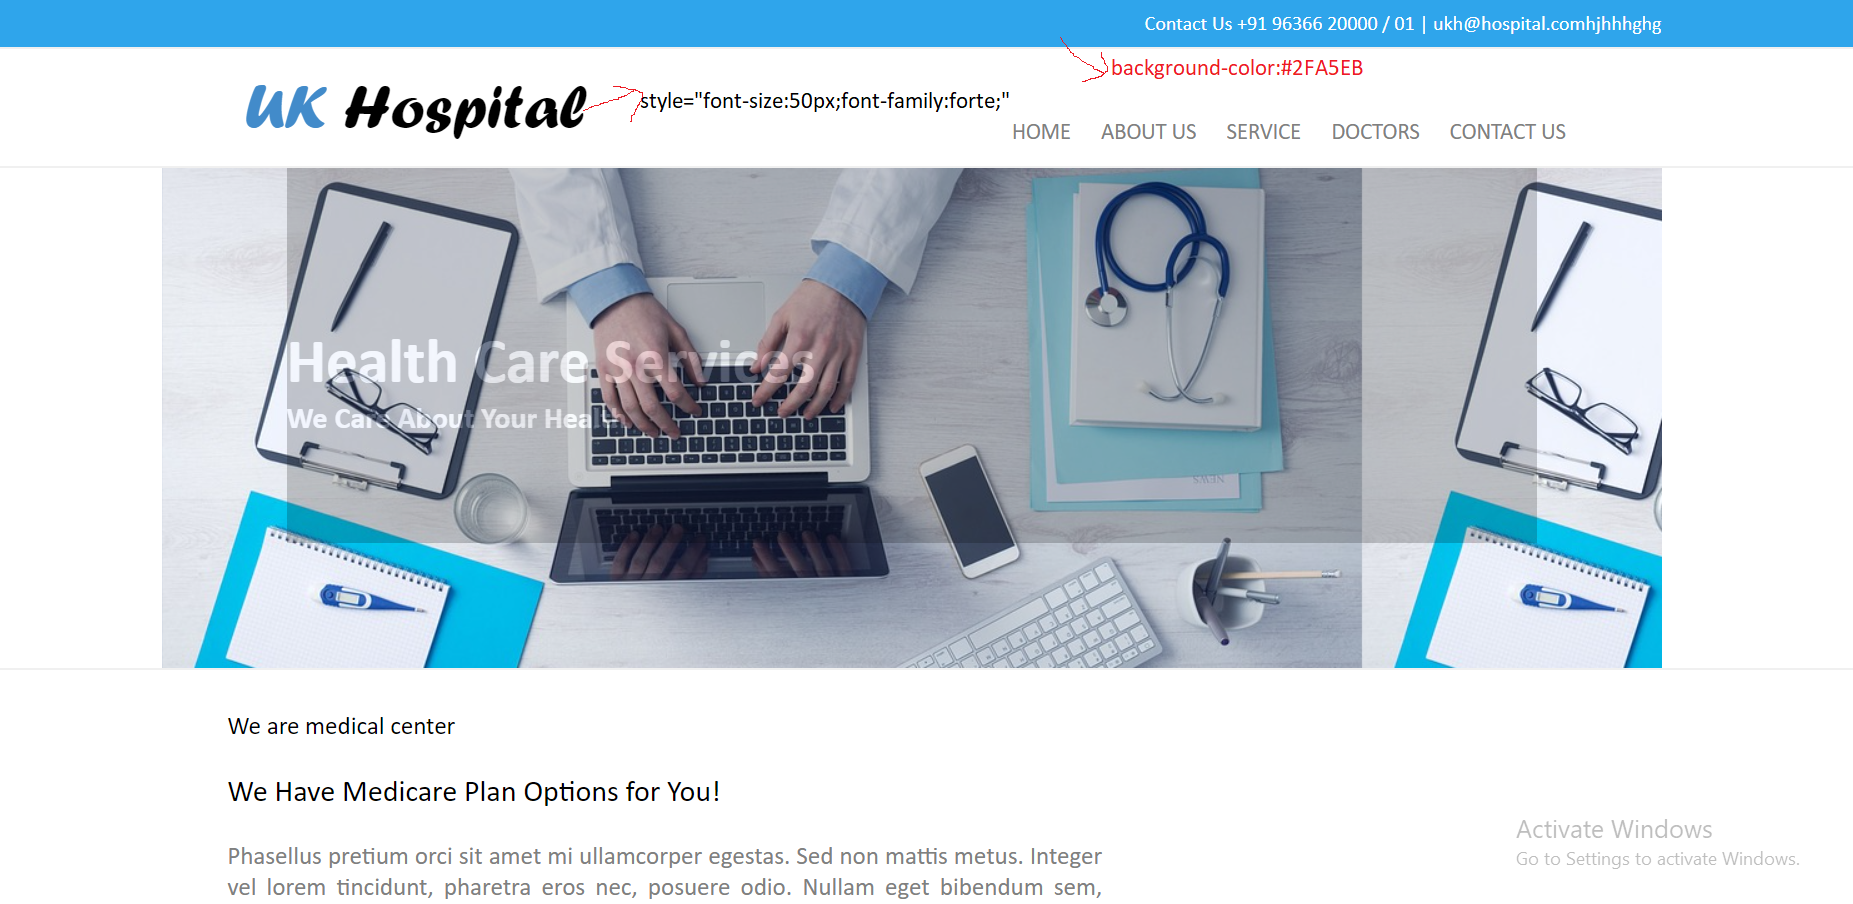 Contact Us +91 96366 20000 / 01 | ukh@hospital.comhjhhhghg
background-color:#2FA5EB
UK Hospital
style="font-size:50px;font-family:forte;"
HOME ABOUT US SERVICE DOCTORS CONTACT US
NEWS
Health Care Services
We Care About Your Health.
We are medical center
We Have Medicare Plan Options for You!
Activate Windows
Go to Settings to activate Windows.
Phasellus pretium orci sit amet mi ullamcorper egestas. Sed non mattis metus. Integer
vel lorem tincidunt, pharetra eros nec, posuere odio. Nullam eget bibendum sem,